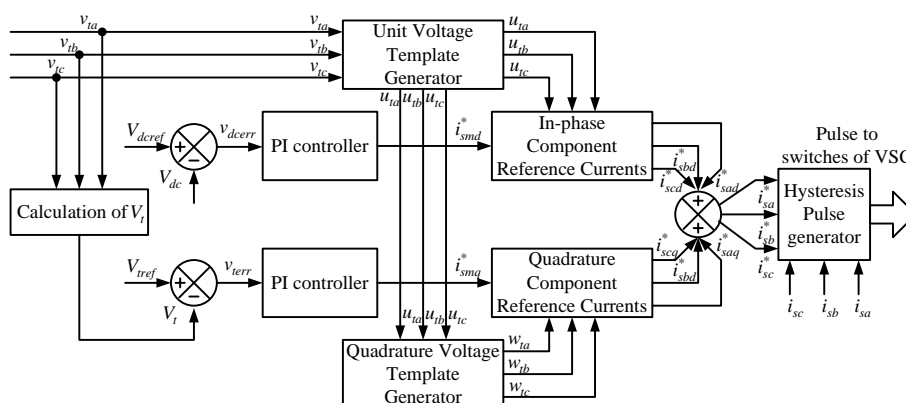 v_ta
v_tb
v_tc
v_ta
v_tb
v_tc
Unit Voltage
Template
Generator
u_ta
u_tb
u_tc
u_ta u_tb u_tc
V_dcref
+
−
V_dc
v_dcerr
PI controller
i*_smd
In-phase
Component
Reference Currents
i*_scd
i*_sbd
i*_sad
Pulse to
switches of VSC
Calculation of V_t
+
+
i*_sa
i*_sb
i*_sc
Hysteresis
Pulse
generator
i_sc
i_sb
i_sa
V_tref
+
−
V_t
v_terr
PI controller
i*_smq
Quadrature
Component
Reference Currents
i*_scq
i*_sbd
i*_saq
u_ta u_tb u_tc
Quadrature Voltage
Template
Generator
w_ta
w_tb
w_tc